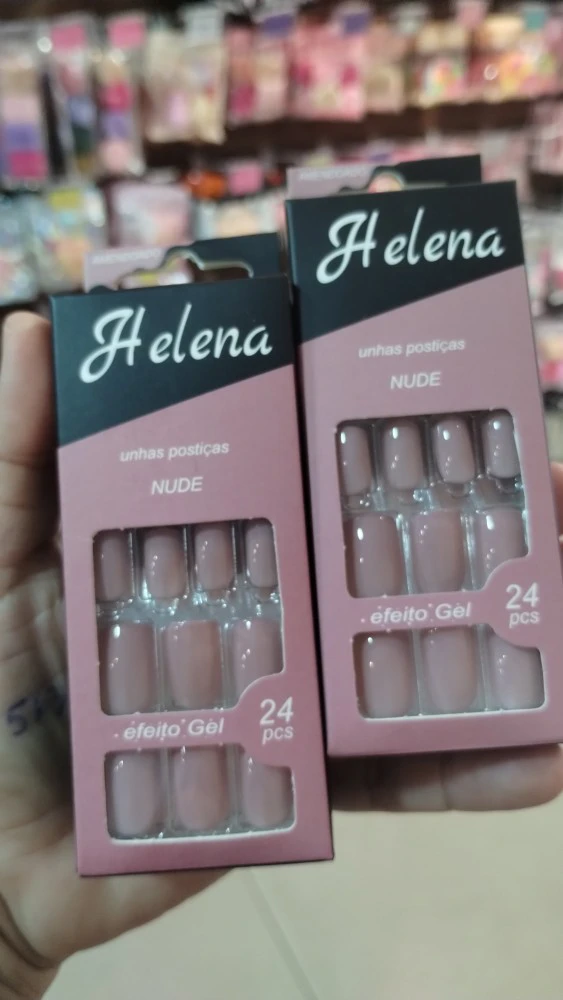 Helena
unhas postiças
NUDE
efeito Gel
24
pcs
Helena
unhas postiças
NUDE
efeito Gel
24
pcs